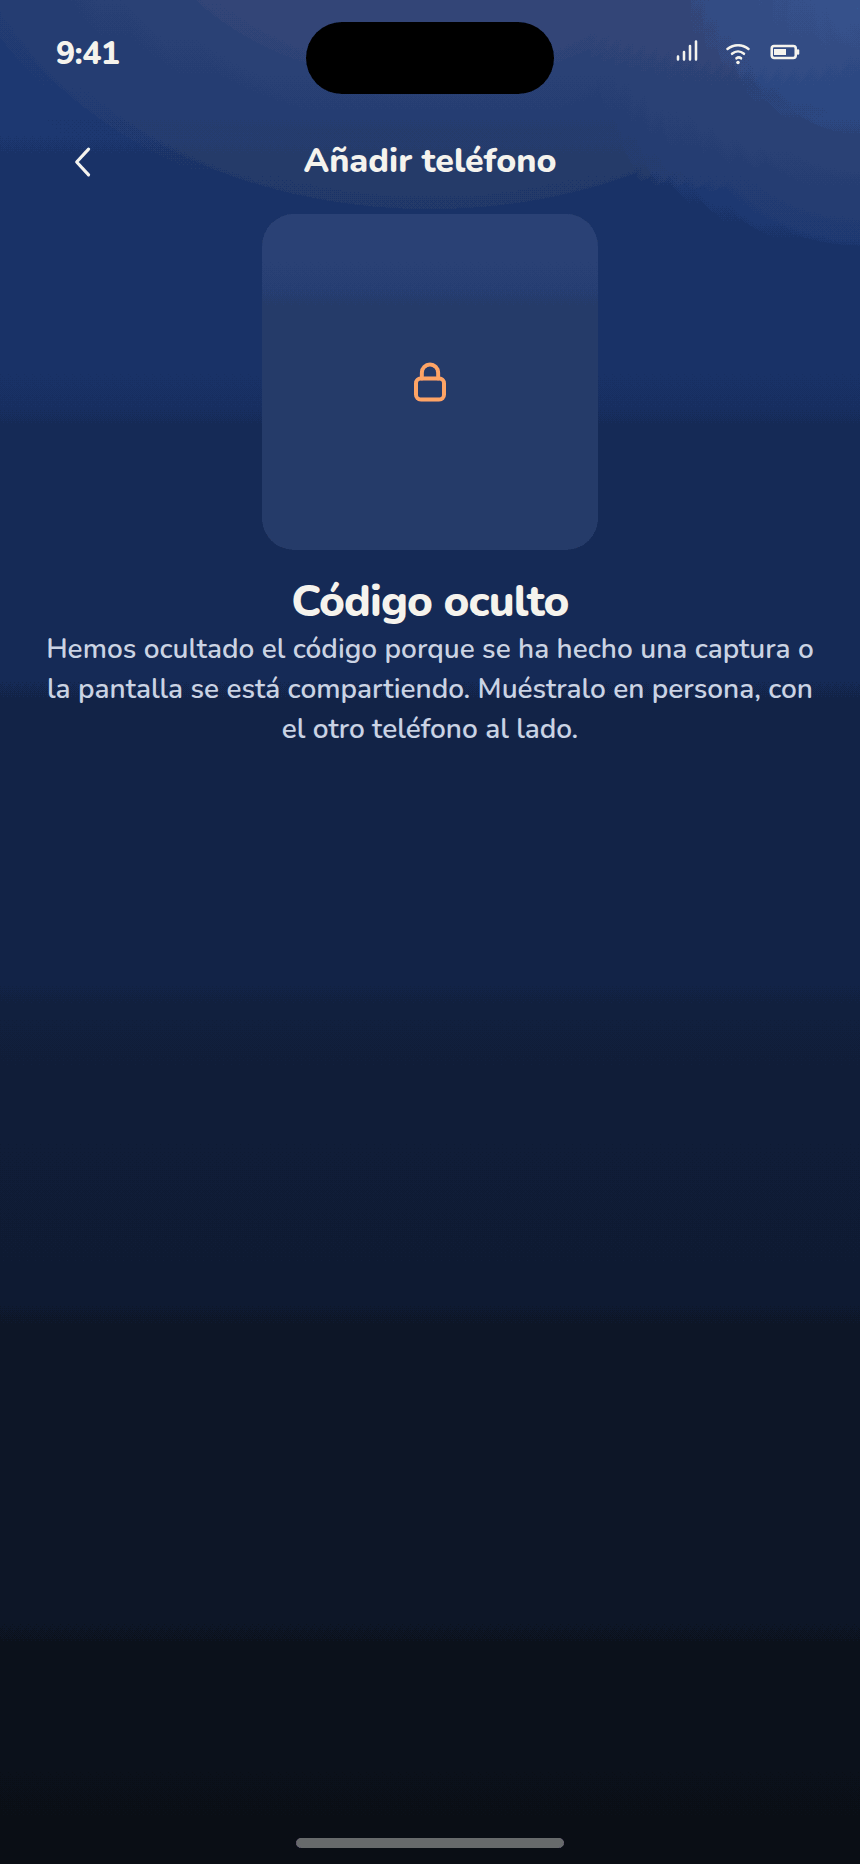 9:41
Añadir teléfono
Código oculto
Hemos ocultado el código porque se ha hecho una captura o
la pantalla se está compartiendo. Muéstralo en persona, con
el otro teléfono al lado.